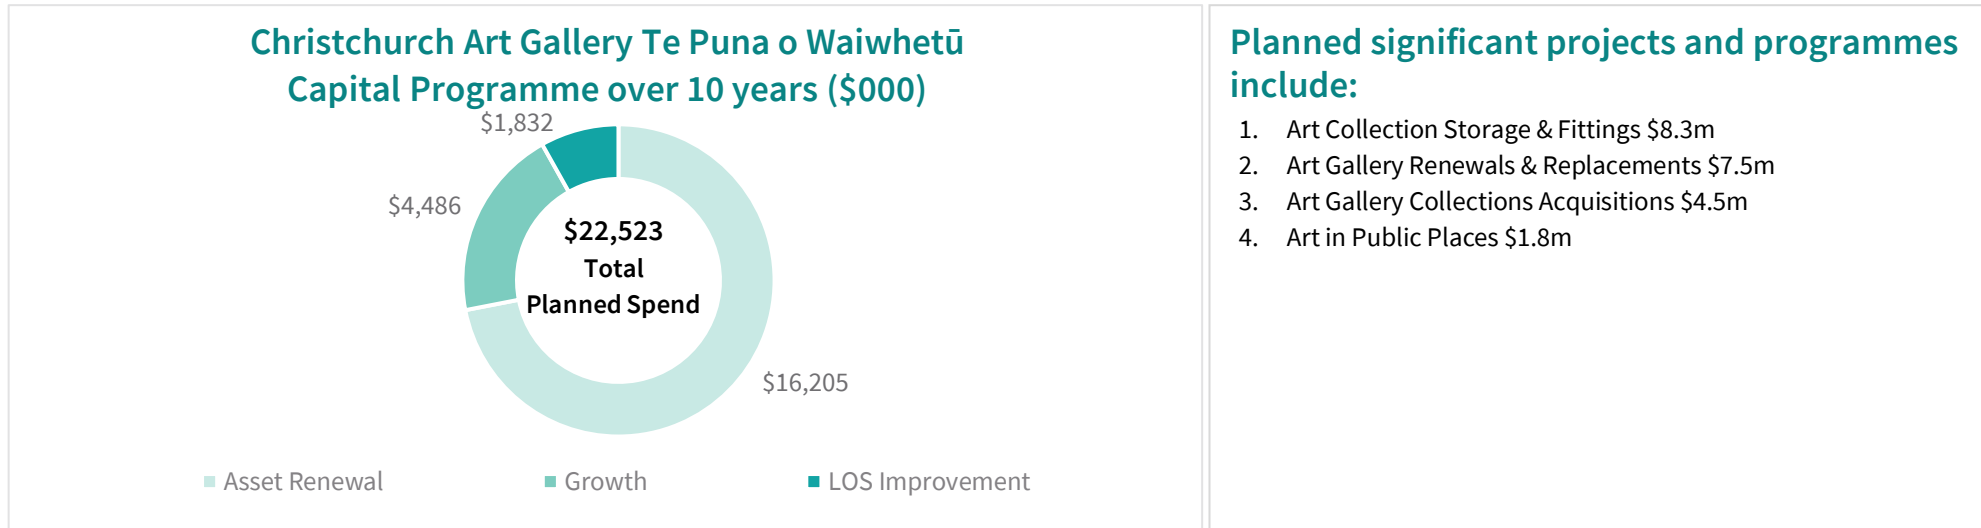 Christchurch Art Gallery Te Puna o Waiwhetū
Capital Programme over 10 years ($000)
$1,832
$4,486
$22,523
Total
Planned Spend
$16,205
Asset Renewal
Growth
LOS Improvement
Planned significant projects and programmes
include:
1. Art Collection Storage & Fittings $8.3m
2. Art Gallery Renewals & Replacements $7.5m
3. Art Gallery Collections Acquisitions $4.5m
4. Art in Public Places $1.8m